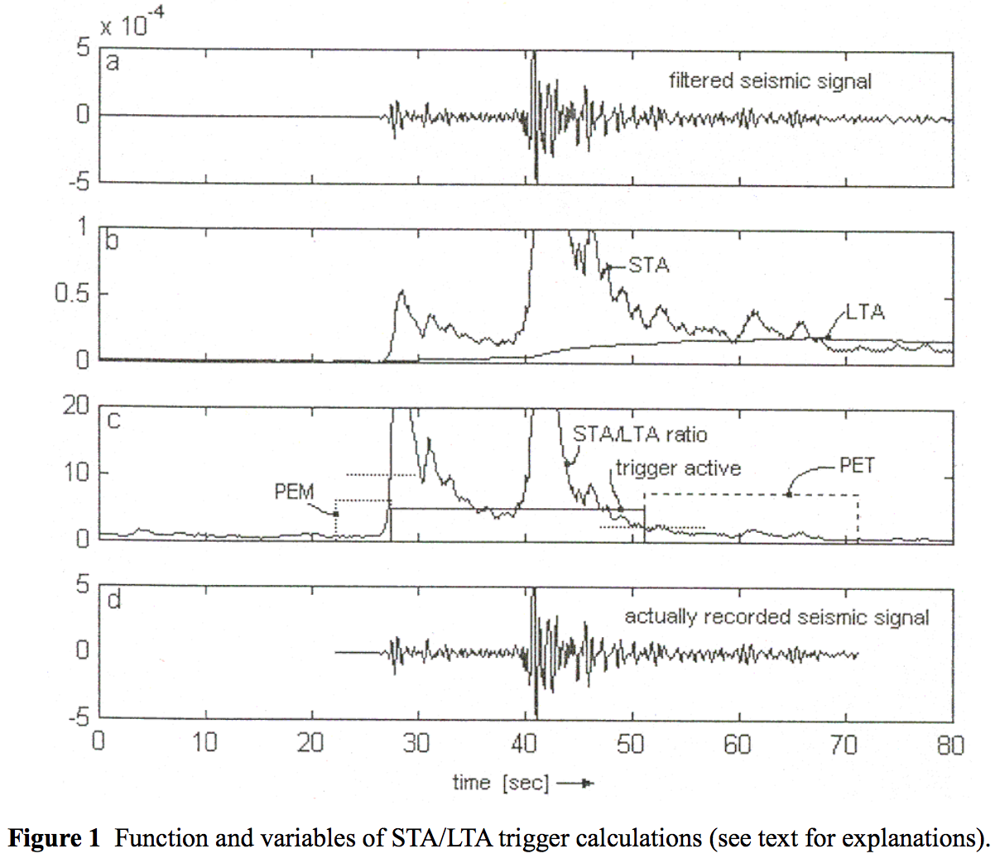 x 10-4
5
a
filtered seismic signal
0
-5
1
b
STA
0.5
LTA
0
20
c
STA/LTA ratio
trigger active
PET
10
PEM
0
5
d
actually recorded seismic signal
0
-5
0 10 20 30 40 50 60 70 80
time [sec]
Figure 1 Function and variables of STA/LTA trigger calculations (see text for explanations).